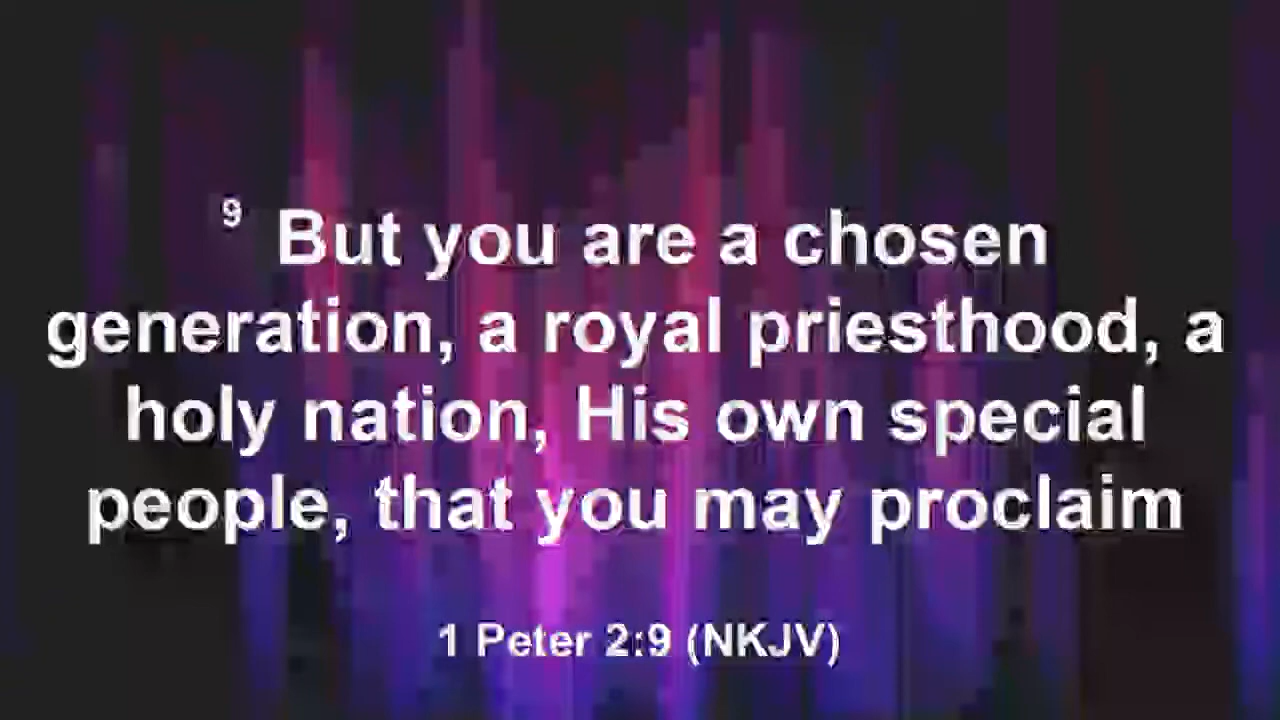 9 But you are a chosen
generation, a royal priesthood, a
holy nation, His own special
people, that you may proclaim
1 Peter 2:9 (NKJV)